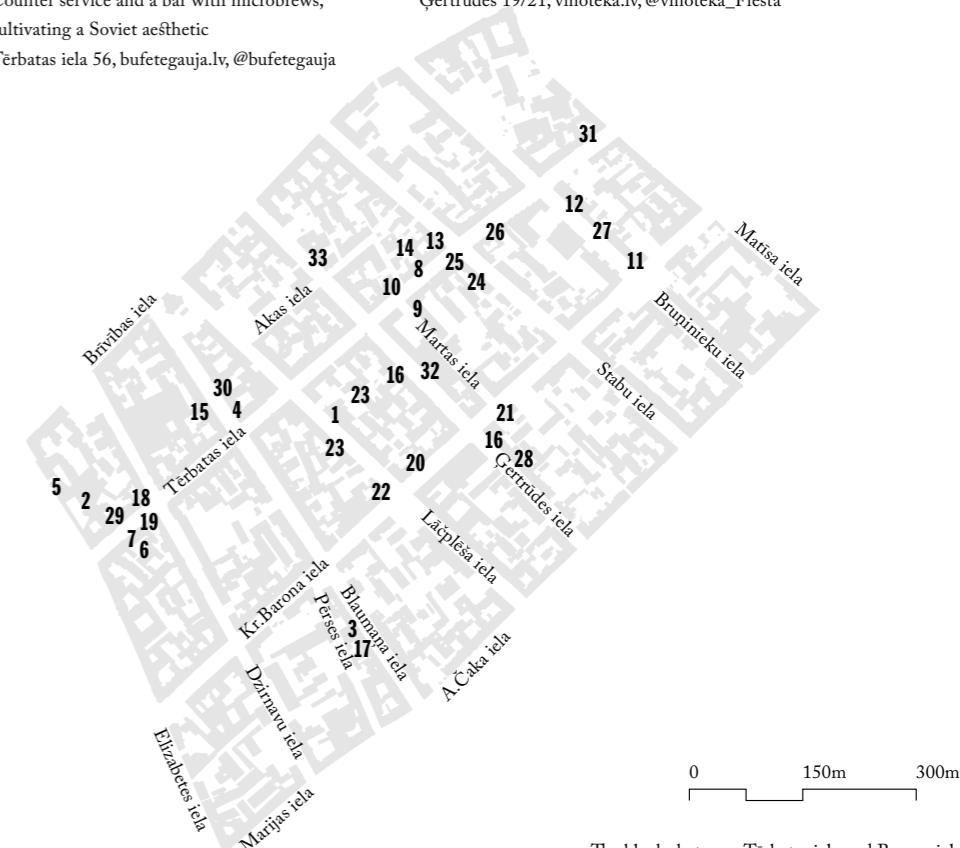 Counter service and a bar with microbrews,
cultivating a Soviet aesthetic
Tērbatas iela 56, bufetegauja.lv, @bufetegauja
Ģertrūdes 19/21, vinoteka.lv, @vinoteka_Fiesta
31
12
27
11
26
13
14
8
25
24
10
9
33
Matīsa iela
Bruņinieku iela
Akas iela
Brīvības iela
Martas iela
Stabu iela
16
32
23
1
23
30
15
4
Tērbatas iela
21
16
28
Ģertrūdes iela
20
22
5
2
18
29
19
7
6
Lāčplēša iela
Kr.Barona iela
Blaumaņa iela
Pērses iela
3
17
A.Čaka iela
Dzirnavu iela
Elizabetes iela
Marijas iela
0 150m 300m